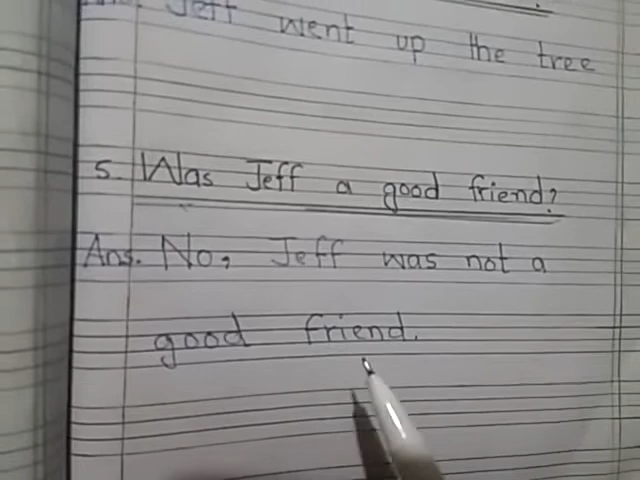 Jeff went up the tree
5. Was Jeff a good friend?
Ans. No, Jeff was not a
good friend.